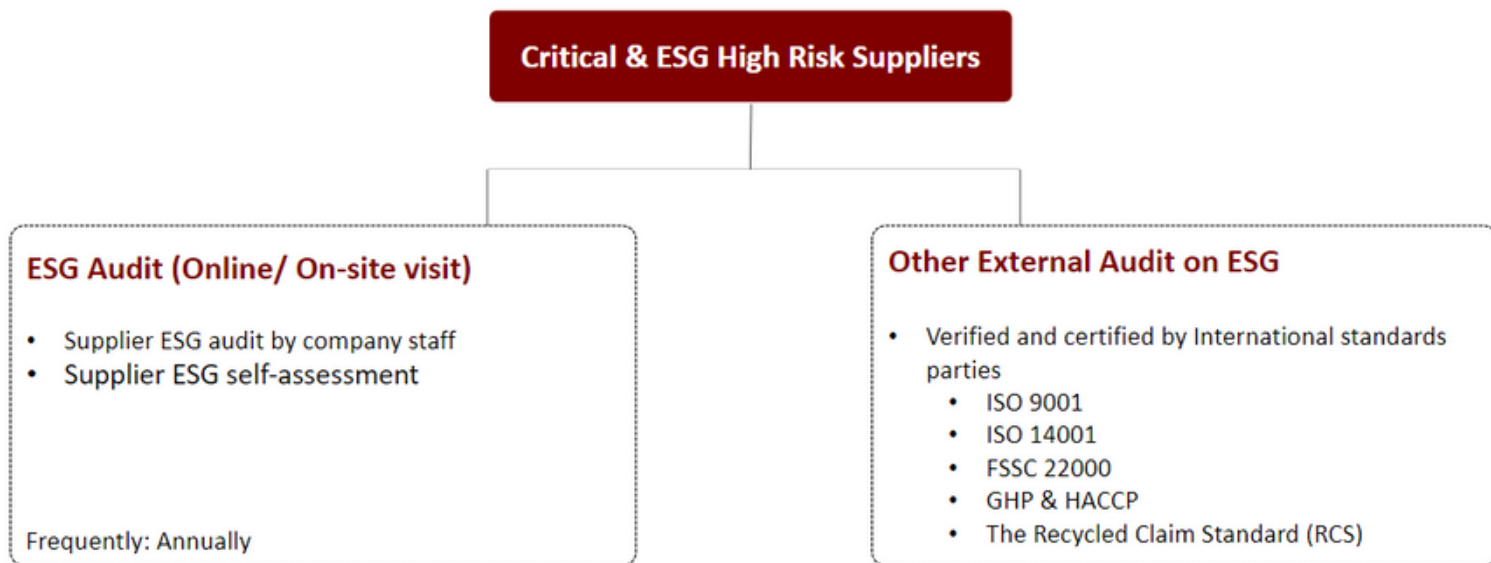 Critical & ESG High Risk Suppliers
ESG Audit (Online/ On-site visit)
• Supplier ESG audit by company staff
• Supplier ESG self-assessment
Frequently: Annually
Other External Audit on ESG
• Verified and certified by International standards
parties
• ISO 9001
• ISO 14001
• FSSC 22000
• GHP & HACCP
• The Recycled Claim Standard (RCS)